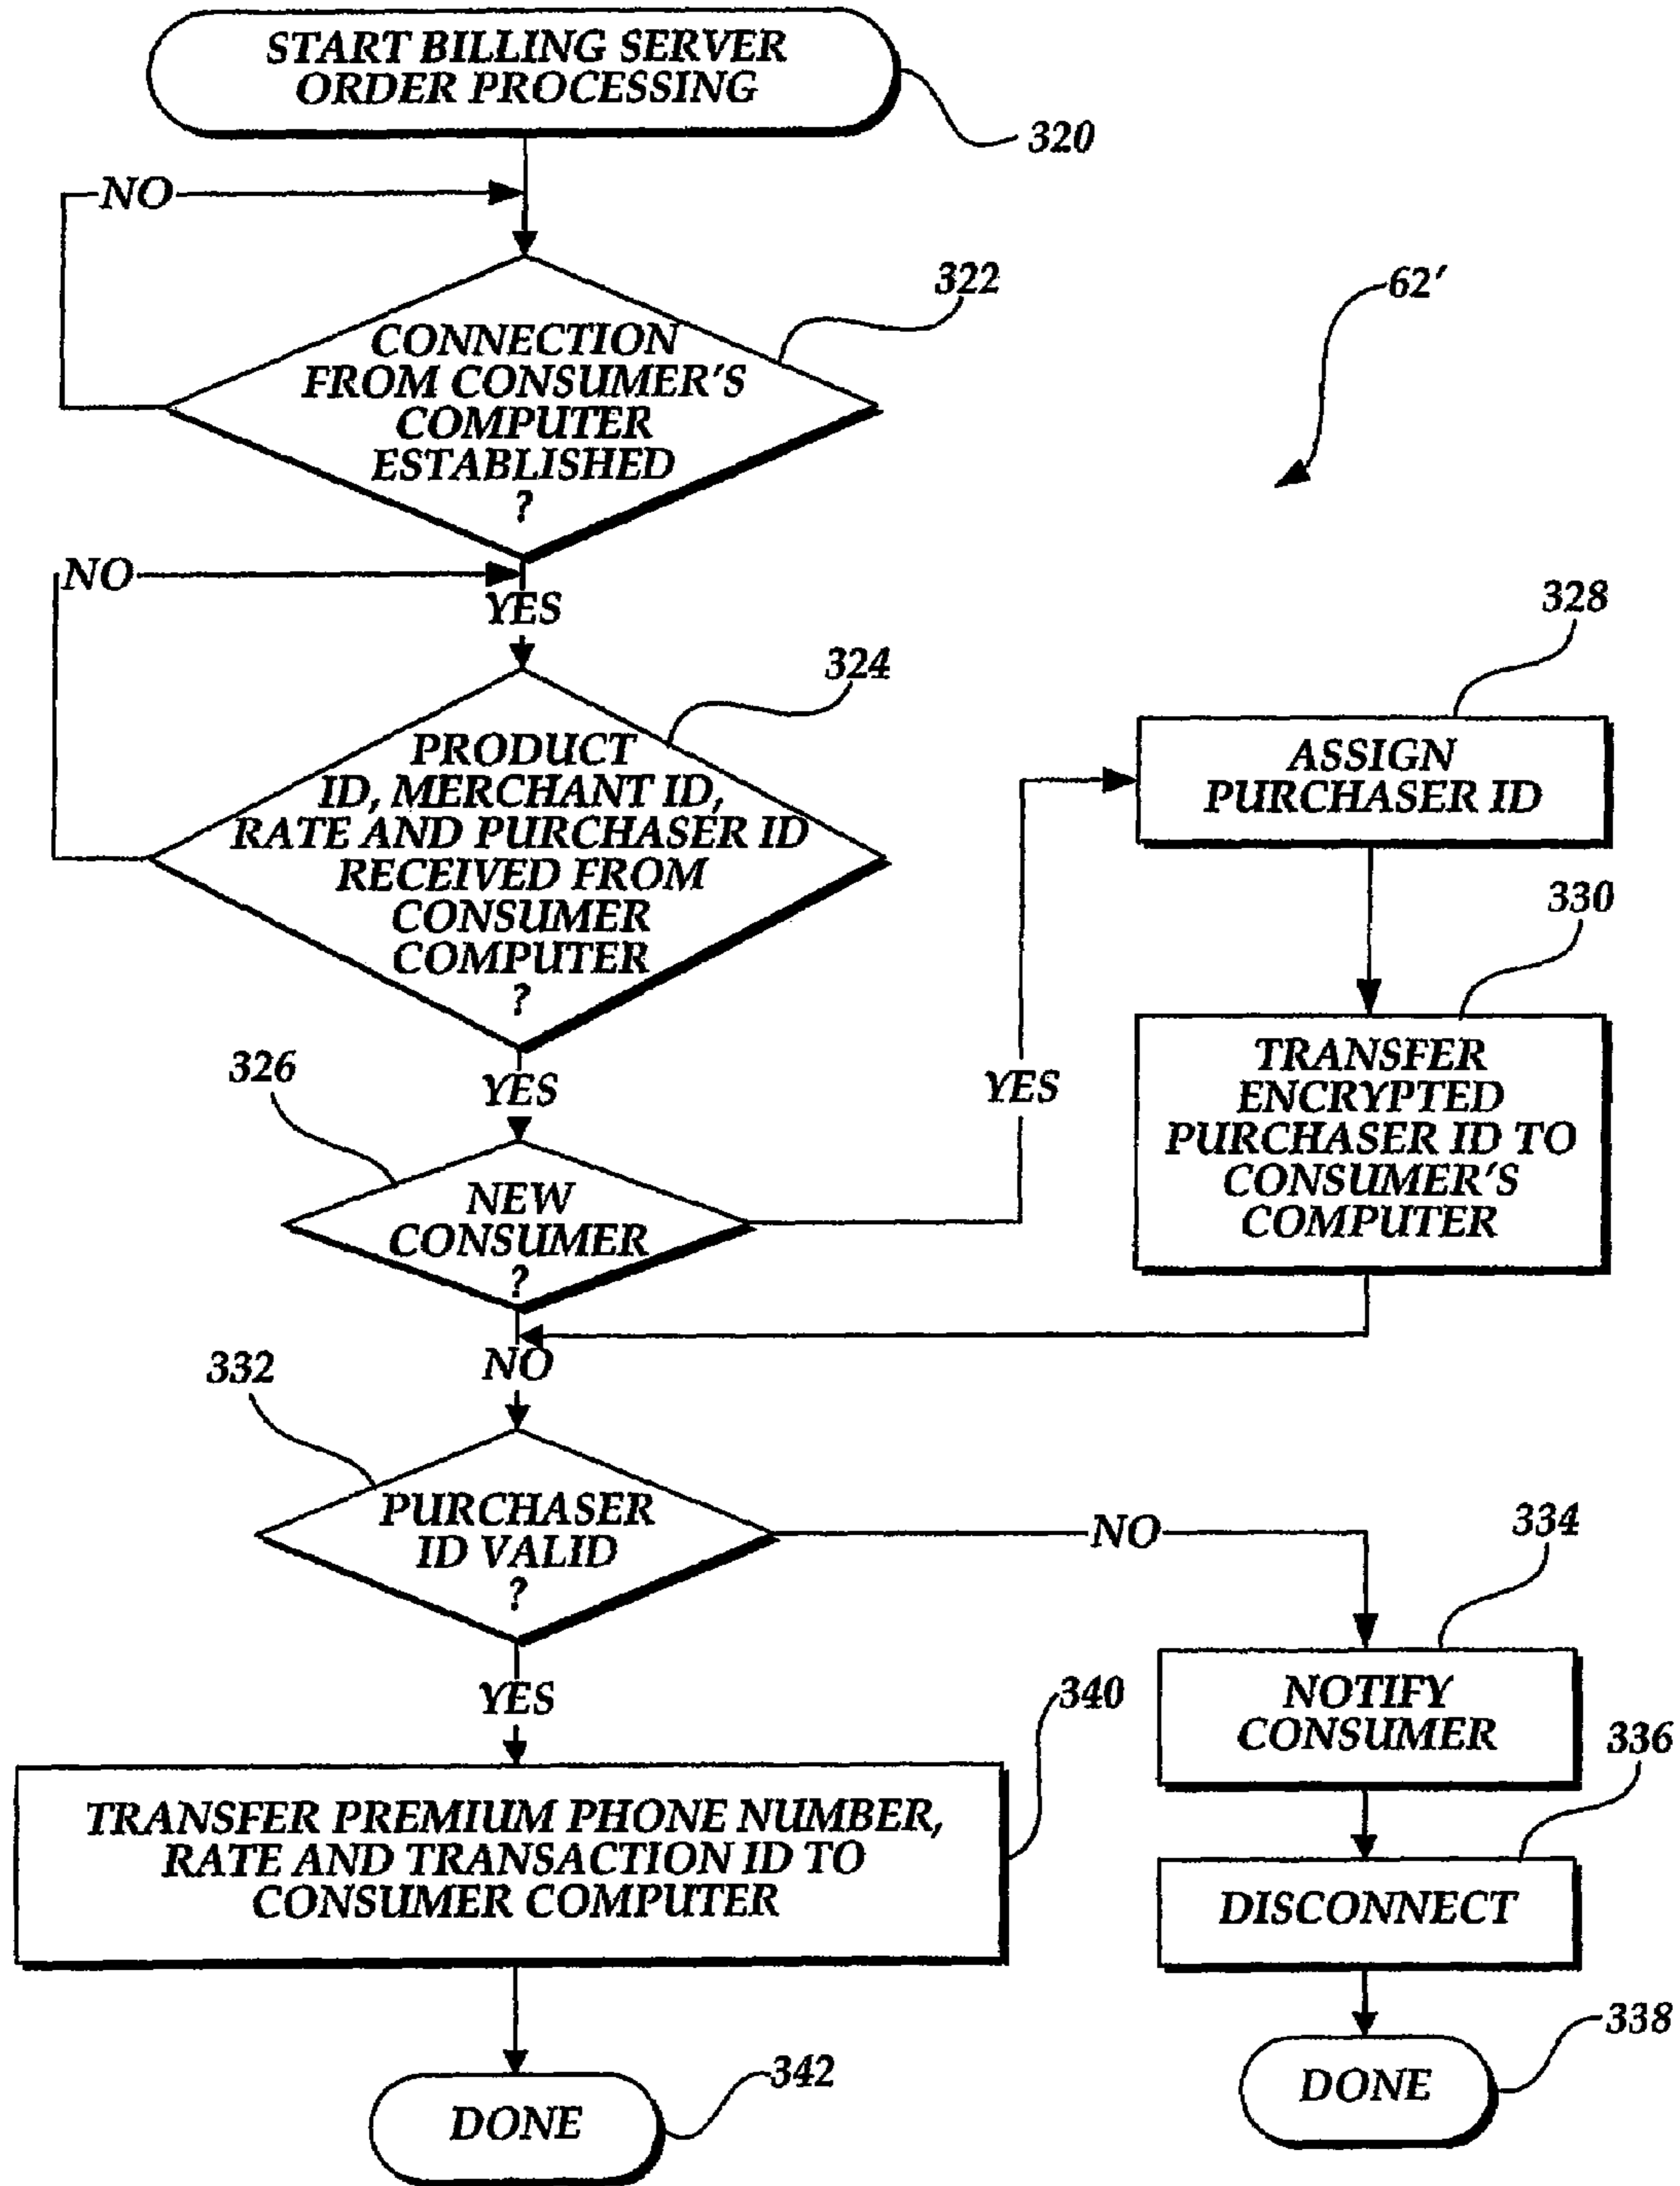 START BILLING SERVER
ORDER PROCESSING
320
NO
322
62'
CONNECTION
FROM CONSUMER'S
COMPUTER
ESTABLISHED
?
NO
YES
328
324
ASSIGN
PURCHASER ID
PRODUCT
ID, MERCHANT ID,
RATE AND PURCHASER ID
RECEIVED FROM
CONSUMER
COMPUTER
?
330
326
YES
YES
TRANSFER
ENCRYPTED
PURCHASER ID TO
CONSUMER'S
COMPUTER
NEW
CONSUMER
?
332
NO
PURCHASER
ID VALID
?
NO
334
YES
340
NOTIFY
CONSUMER
336
TRANSFER PREMIUM PHONE NUMBER,
RATE AND TRANSACTION ID TO
CONSUMER COMPUTER
DISCONNECT
338
342
DONE
DONE